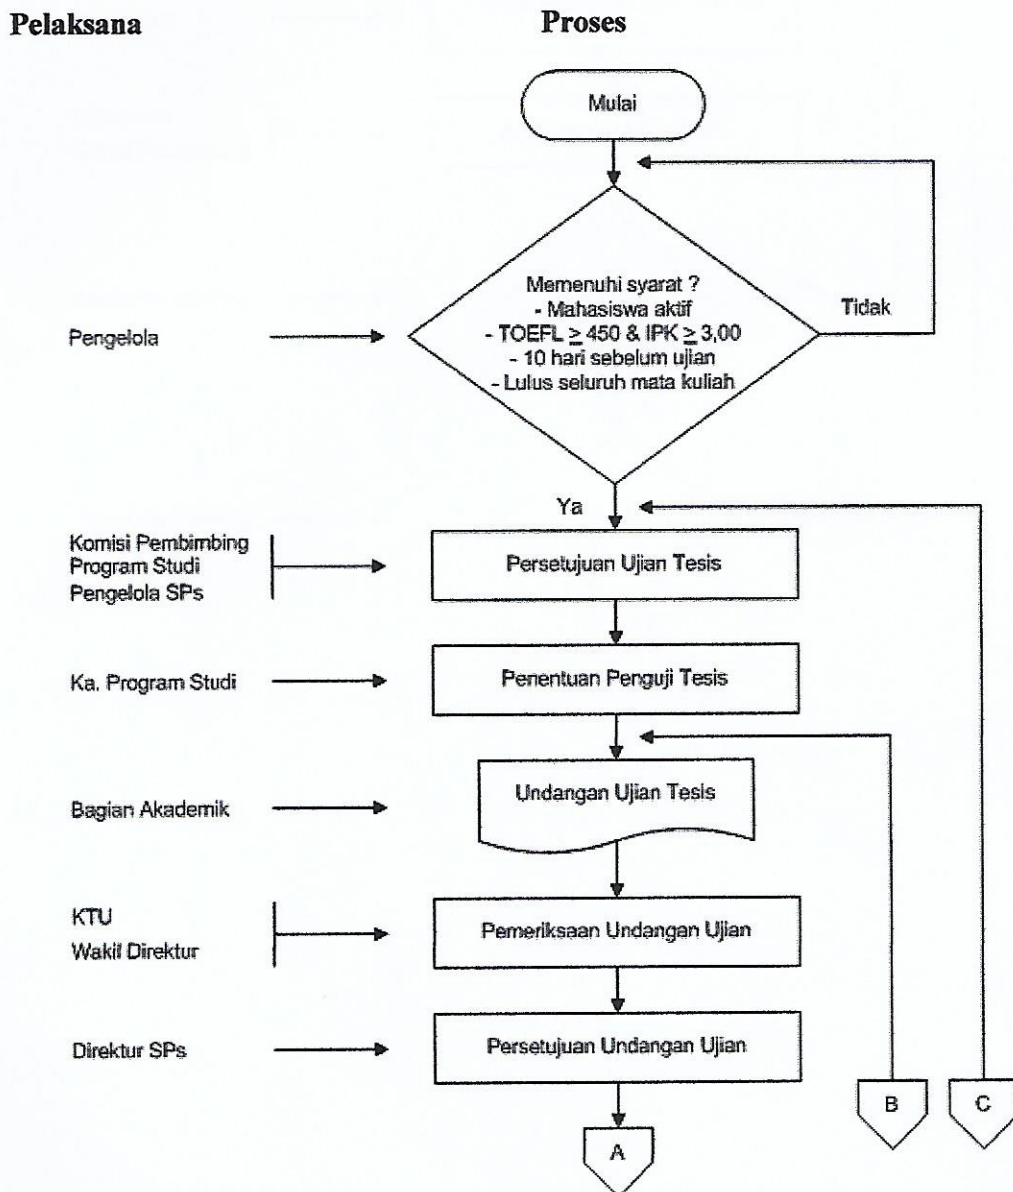 Pelaksana
Proses
Mulai
Memenuhi syarat ?
- Mahasiswa aktif
- TOEFL ≥ 450 & IPK ≥ 3,00
- 10 hari sebelum ujian
- Lulus seluruh mata kuliah
Tidak
Pengelola
Ya
Komisi Pembimbing
Program Studi
Pengelola SPs
Persetujuan Ujian Tesis
Ka. Program Studi
Penentuan Penguji Tesis
Bagian Akademik
Undangan Ujian Tesis
KTU
Wakil Direktur
Pemeriksaan Undangan Ujian
Direktur SPs
Persetujuan Undangan Ujian
B
C
A